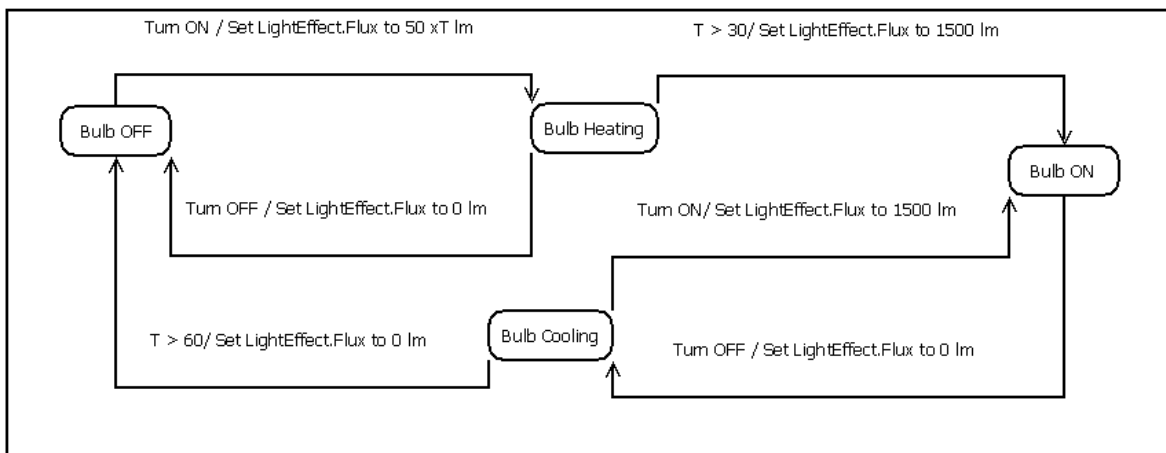 Turn ON / Set LightEffect.Flux to 50 xT lm
T > 30/ Set LightEffect.Flux to 1500 lm
Bulb OFF
Bulb Heating
Bulb ON
Turn OFF / Set LightEffect.Flux to 0 lm
Turn ON/ Set LightEffect.Flux to 1500 lm
T > 60/ Set LightEffect.Flux to 0 lm
Bulb Cooling
Turn OFF / Set LightEffect.Flux to 0 lm